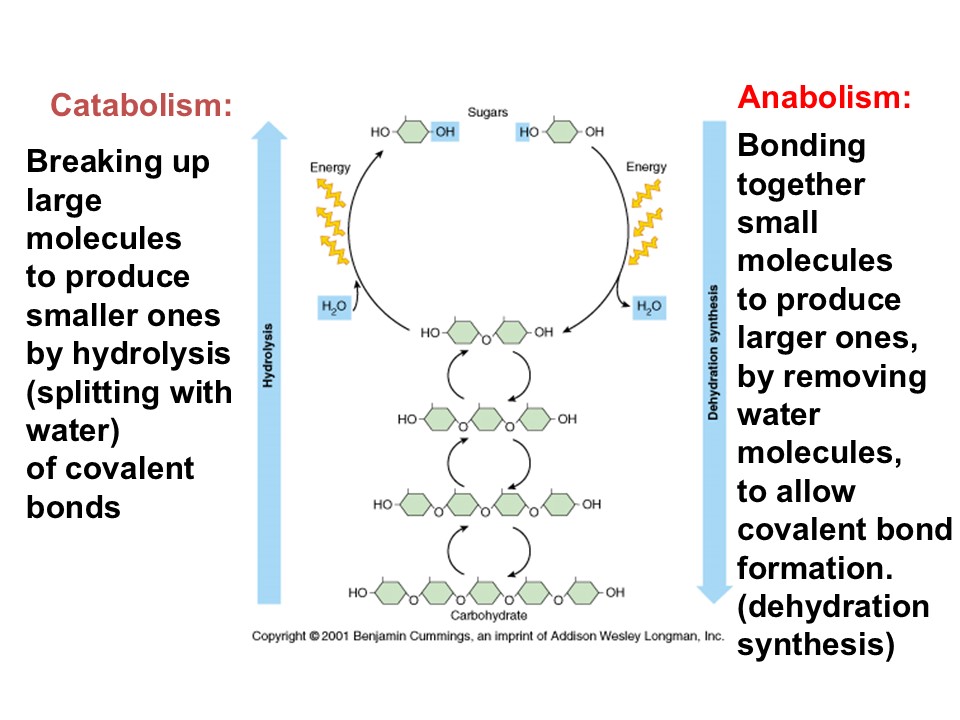 Catabolism:
Breaking up
large
molecules
to produce
smaller ones
by hydrolysis
(splitting with
water)
of covalent
bonds
Sugars
HO OH HO OH
Energy Energy
H₂O H₂O
HO O OH
HO O O OH
HO O O O OH
HO O O O O OH
Carbohydrate
Hydrolysis
Dehydration synthesis
Copyright © 2001 Benjamin Cummings, an imprint of Addison Wesley Longman, Inc.
Anabolism:
Bonding
together
small
molecules
to produce
larger ones,
by removing
water
molecules,
to allow
covalent bond
formation.
(dehydration
synthesis)